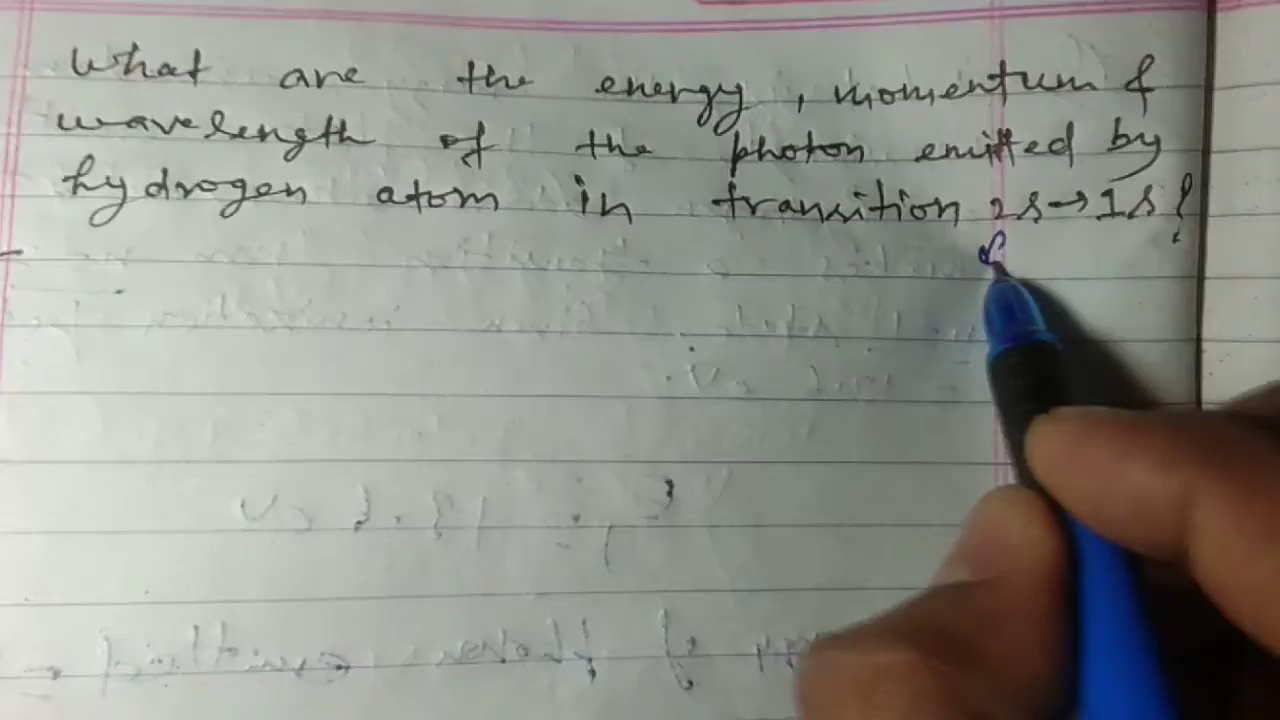 What are the energy, momentum &
wavelength of the photon emitted by
hydrogen atom in transition 2s→1s?